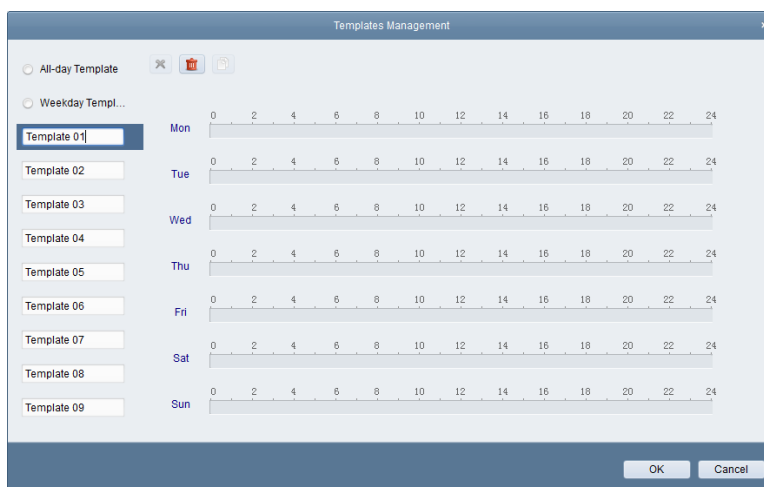 Templates Management
All-day Template
Weekday Templ...
Template 01
Template 02
Template 03
Template 04
Template 05
Template 06
Template 07
Template 08
Template 09
0 2 4 6 8 10 12 14 16 18 20 22 24
Mon
0 2 4 6 8 10 12 14 16 18 20 22 24
Tue
0 2 4 6 8 10 12 14 16 18 20 22 24
Wed
0 2 4 6 8 10 12 14 16 18 20 22 24
Thu
0 2 4 6 8 10 12 14 16 18 20 22 24
Fri
0 2 4 6 8 10 12 14 16 18 20 22 24
Sat
0 2 4 6 8 10 12 14 16 18 20 22 24
Sun
OK Cancel